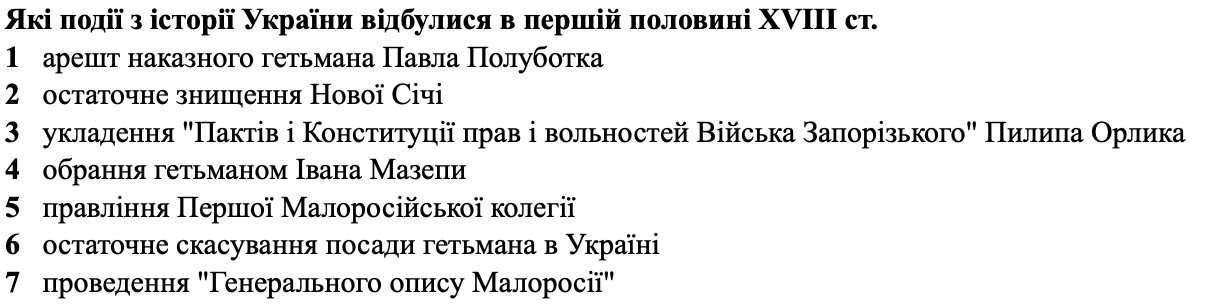 Які події з історії України відбулися в першій половині XVIII ст.
1 арешт наказного гетьмана Павла Полуботка
2 остаточне знищення Нової Січі
3 укладення "Пактів і Конституції прав і вольностей Війська Запорізького" Пилипа Орлика
4 обрання гетьманом Івана Мазепи
5 правління Першої Малоросійської колегії
6 остаточне скасування посади гетьмана в Україні
7 проведення "Генерального опису Малоросії"